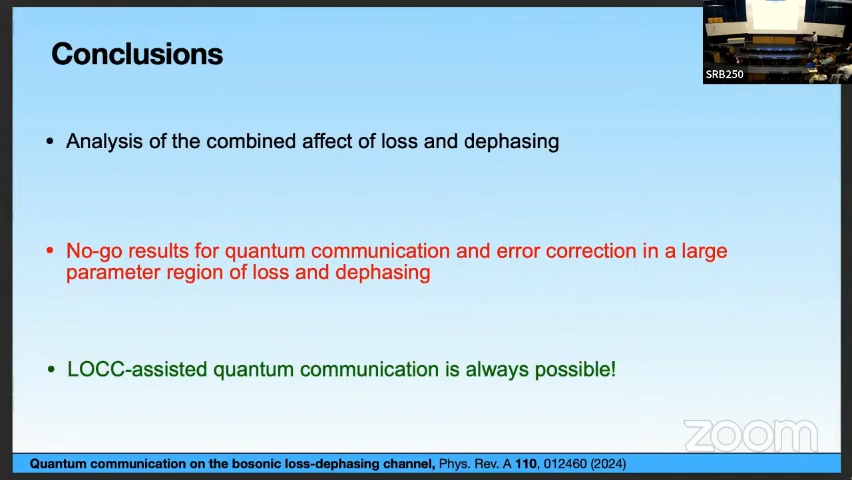 Conclusions
SRB250
• Analysis of the combined affect of loss and dephasing
• No-go results for quantum communication and error correction in a large
parameter region of loss and dephasing
• LOCC-assisted quantum communication is always possible!
zoom
Quantum communication on the bosonic loss-dephasing channel, Phys. Rev. A 110, 012460 (2024)